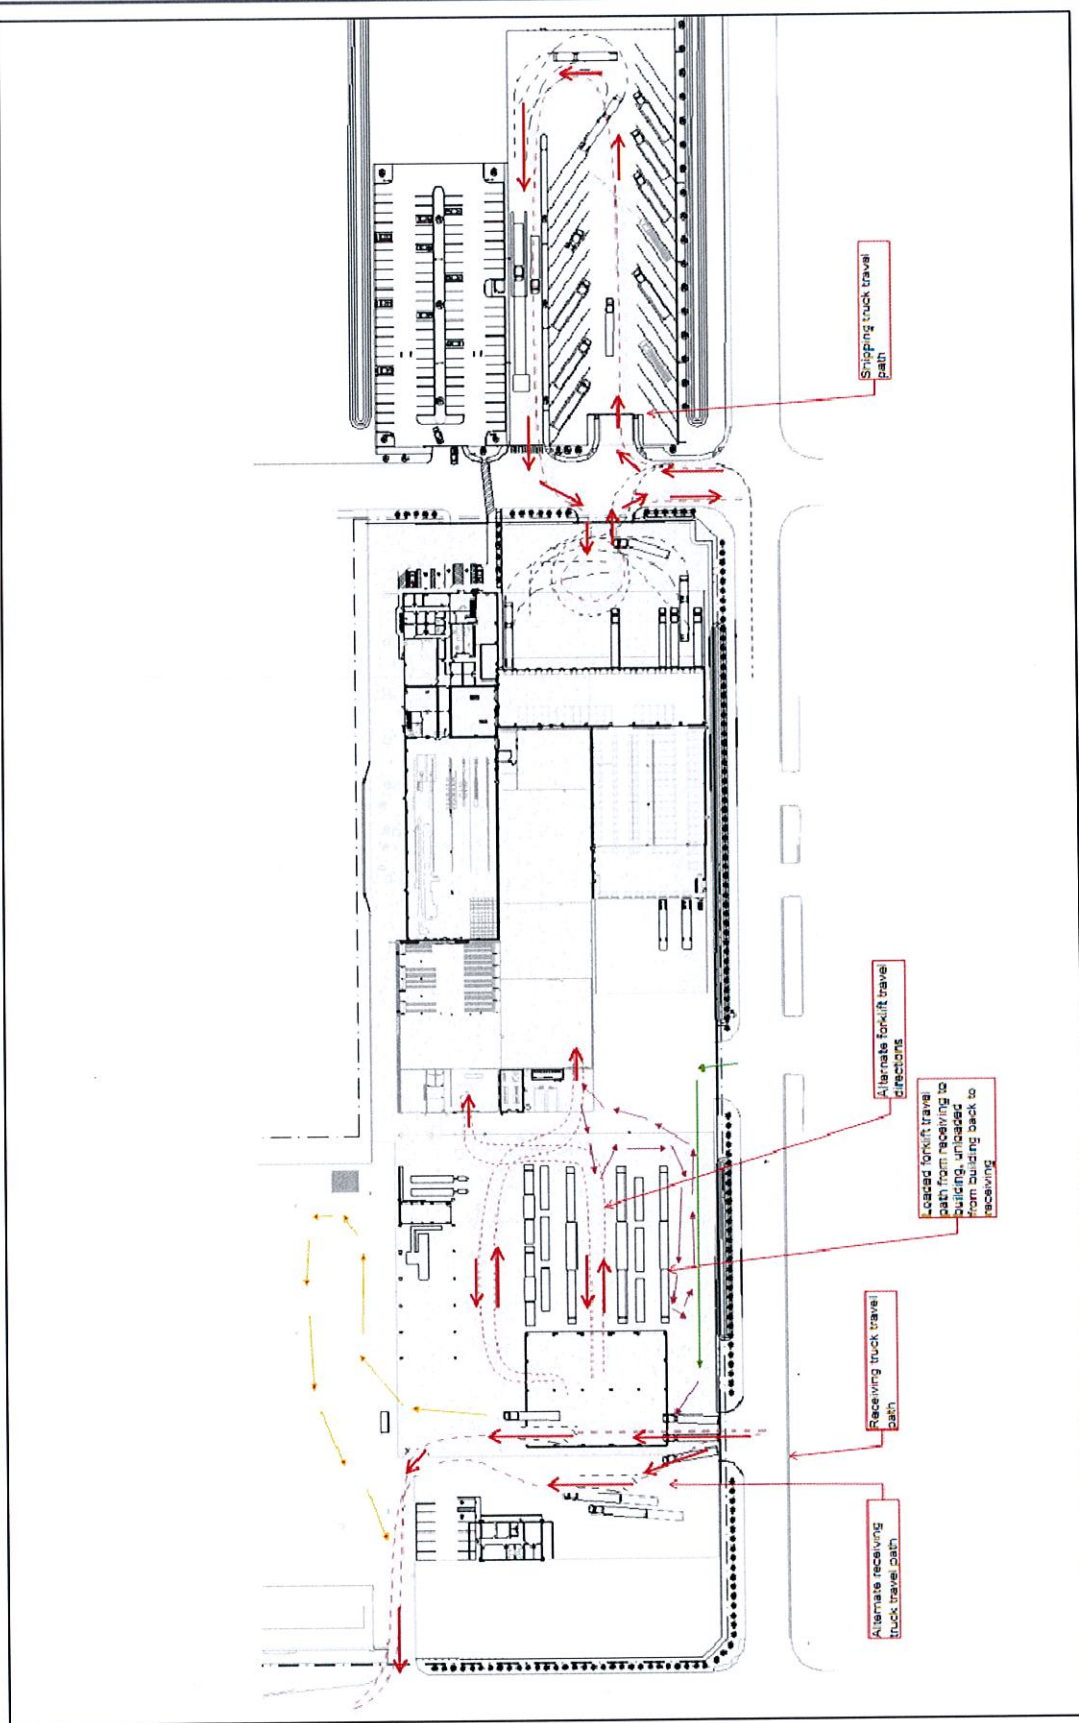 Shipping truck travel
path
Alternate forklift travel
directions
Loaded forklift travel
path from receiving to
building, unloaded
from building back to
receiving
Receiving truck travel
path
Alternate receiving
truck travel path